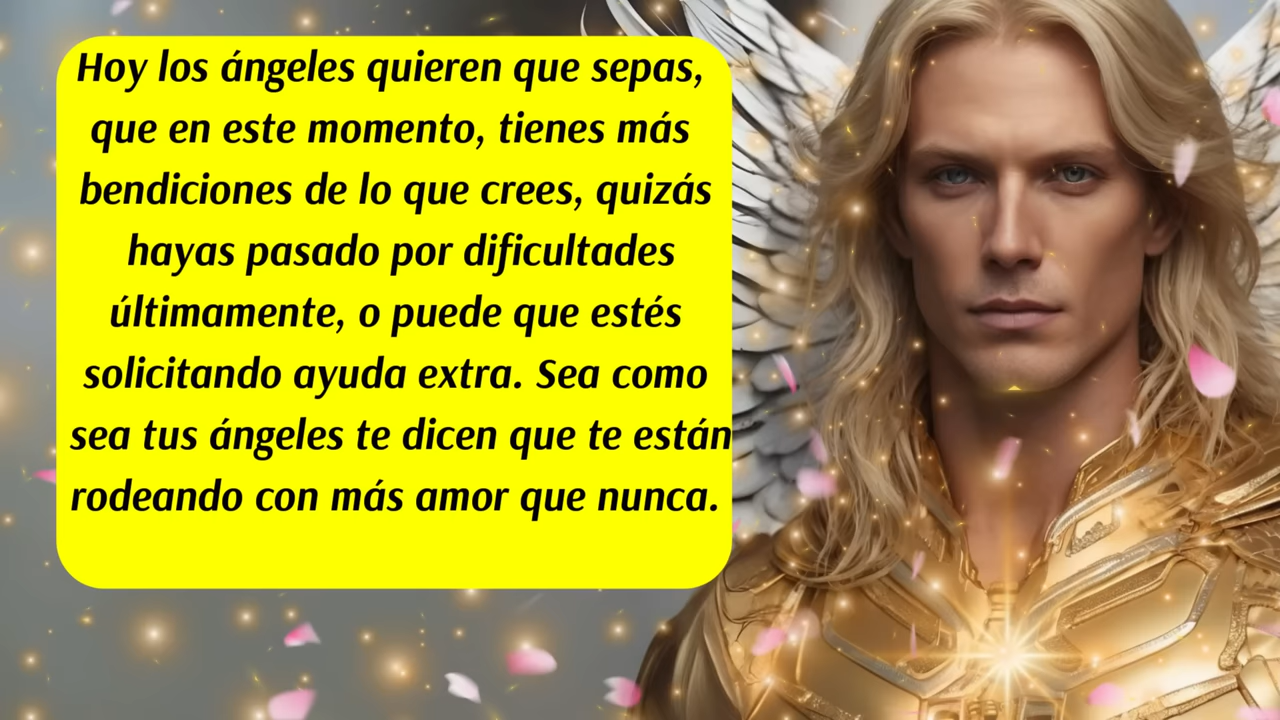 Hoy los ángeles quieren que sepas,
que en este momento, tienes más
bendiciones de lo que crees, quizás
hayas pasado por dificultades
últimamente, o puede que estés
solicitando ayuda extra. Sea como
sea tus ángeles te dicen que te están
rodeando con más amor que nunca.